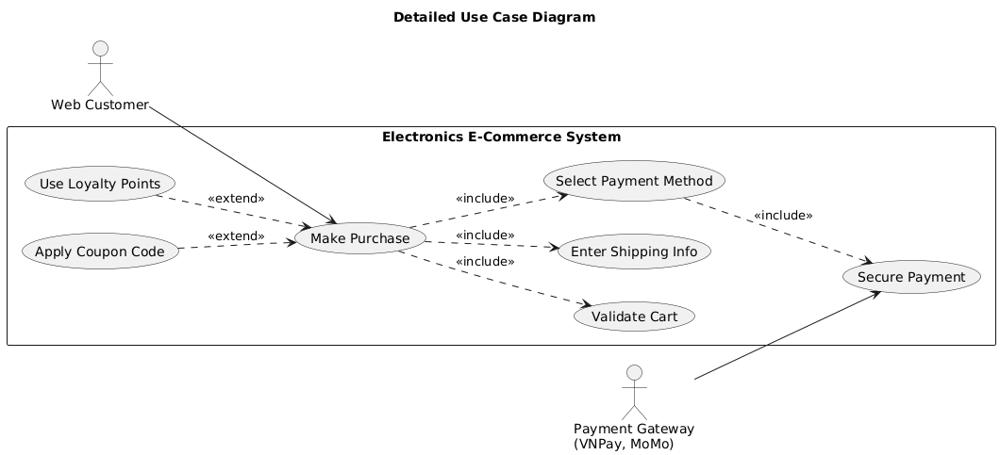 Detailed Use Case Diagram
Web Customer
Electronics E-Commerce System
Use Loyalty Points
«extend»
Apply Coupon Code
«extend»
Make Purchase
«include»
Select Payment Method
«include»
Enter Shipping Info
«include»
Validate Cart
«include»
Secure Payment
Payment Gateway
(VNPay, MoMo)